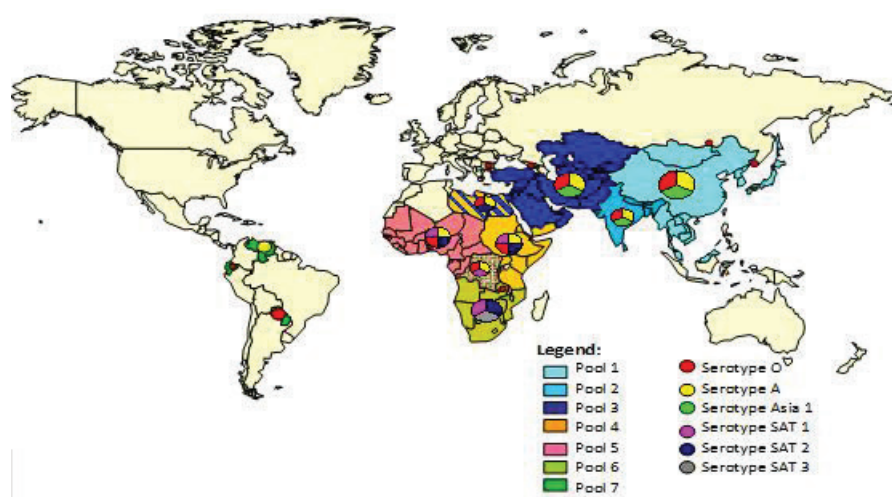 Legend:
Pool 1
Pool 2
Pool 3
Pool 4
Pool 5
Pool 6
Pool 7
Serotype O
Serotype A
Serotype Asia 1
Serotype SAT 1
Serotype SAT 2
Serotype SAT 3